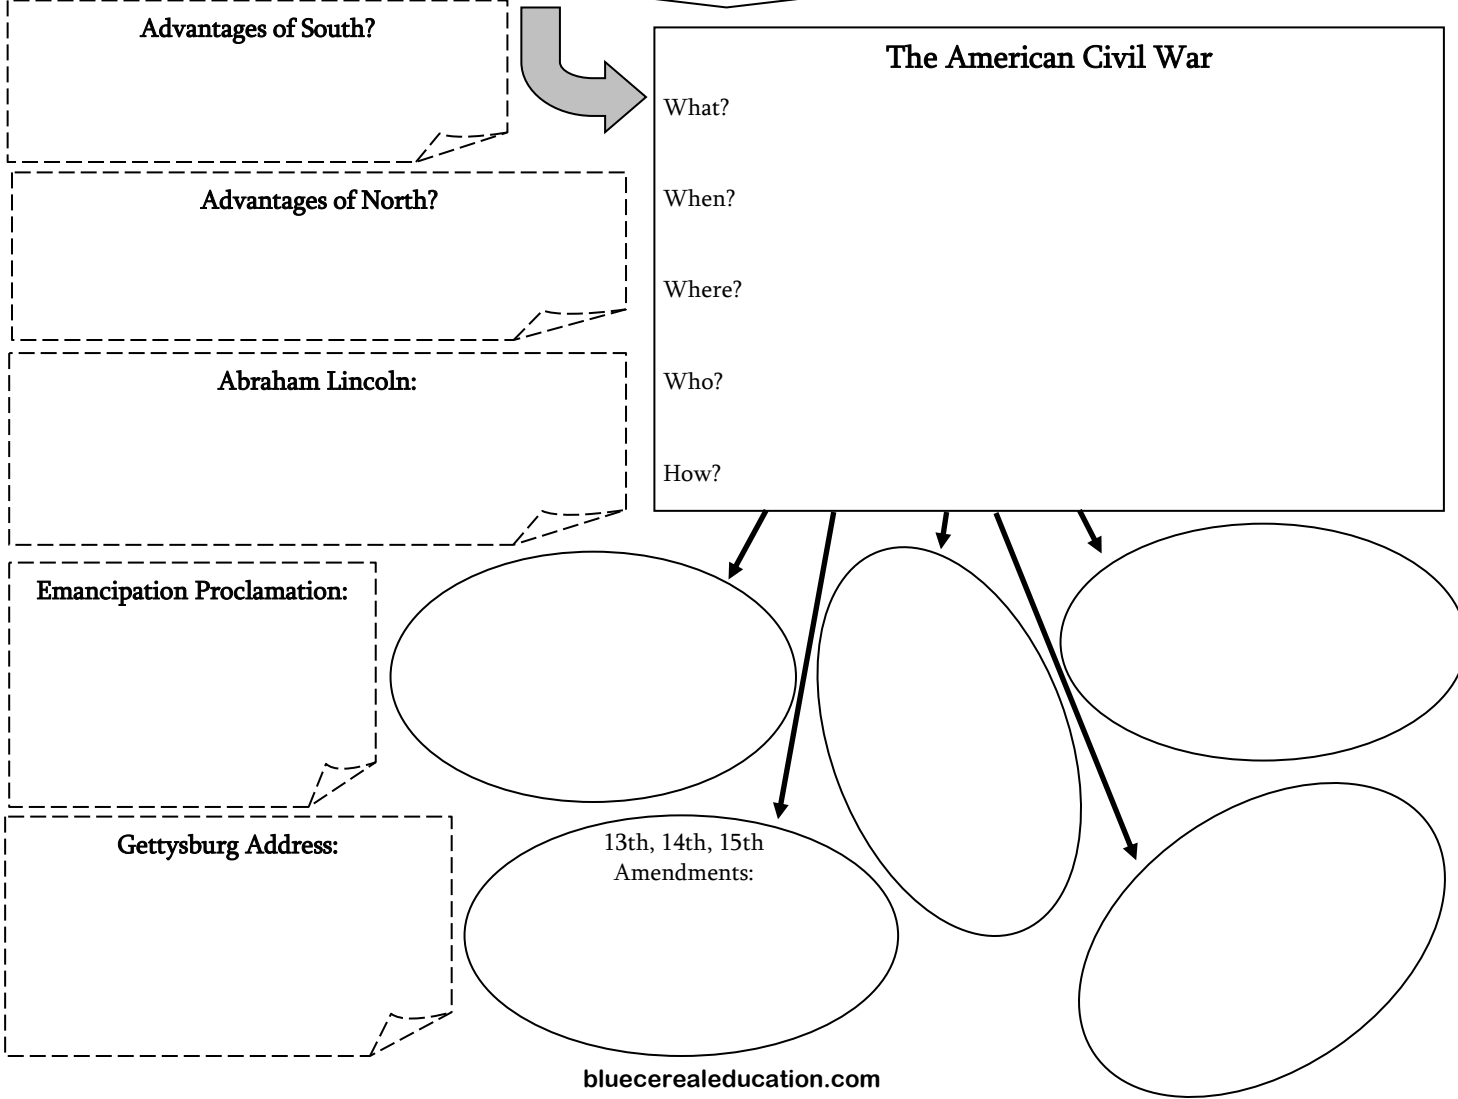 Advantages of South?
The American Civil War
What?
When?
Where?
Who?
How?
Advantages of North?
Abraham Lincoln:
Emancipation Proclamation:
Gettysburg Address:
13th, 14th, 15th
Amendments:
bluecerealeducation.com